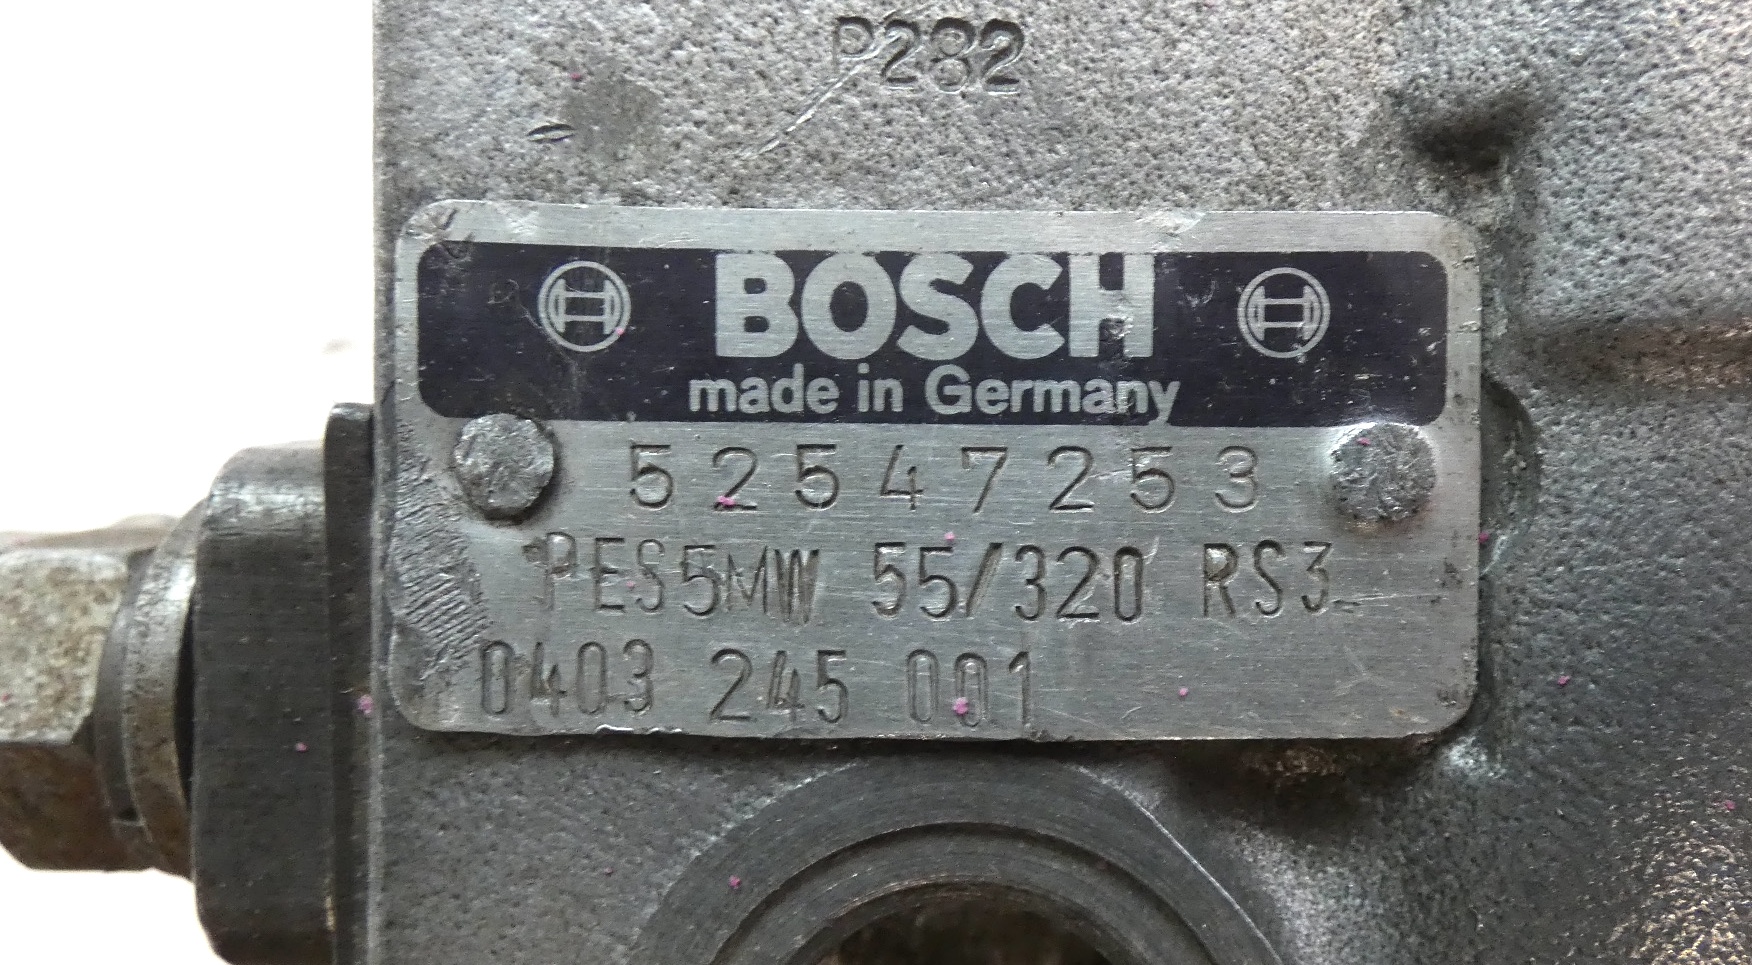 P282
BOSCH
made in Germany
52547253
PES5MW 55/320 RS3
0403 245 001